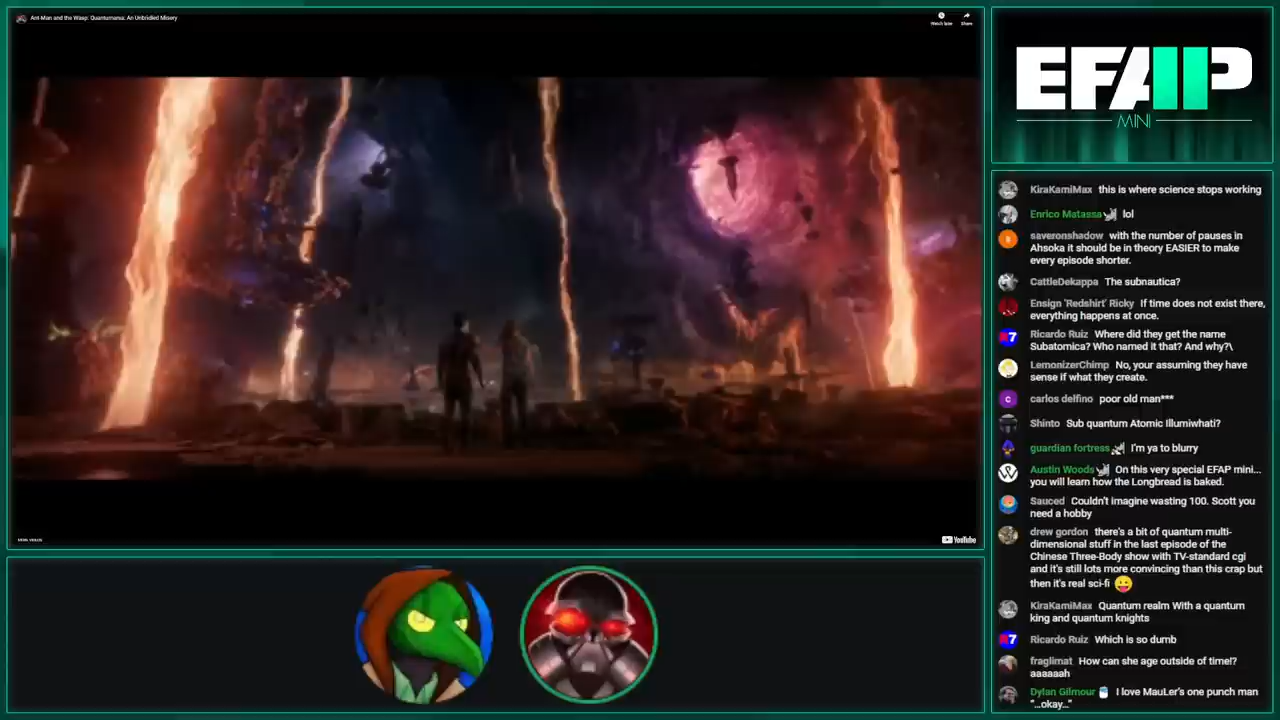 Ant-Man and the Wasp: Quantumania: An Unbridled Misery
Watch later
Share
MORE VIDEOS
YouTube
EFAP
MINI
KiraKamiMax this is where science stops working
Enrico Matassa lol
saveronshadow with the number of pauses in
Ahsoka it should be in theory EASIER to make
every episode shorter.
CattleDekappa The subnautica?
Ensign 'Redshirt' Ricky If time does not exist there,
everything happens at once.
Ricardo Ruiz Where did they get the name
Subatomica? Who named it that? And why?\
LemonizerChimp No, your assuming they have
sense if what they create.
carlos delfino poor old man***
Shinto Sub quantum Atomic Illumiwhati?
guardian fortress I'm ya to blurry
Austin Woods On this very special EFAP mini...
you will learn how the Longbread is baked.
Sauced Couldn't imagine wasting 100. Scott you
need a hobby
drew gordon there's a bit of quantum multi-
dimensional stuff in the last episode of the
Chinese Three-Body show with TV-standard cgi
and it's still lots more convincing than this crap but
then it's real sci-fi
KiraKamiMax Quantum realm With a quantum
king and quantum knights
Ricardo Ruiz Which is so dumb
fraglimat How can she age outside of time!?
aaaaaah
Dylan Gilmour I love MauLer's one punch man
"...okay..."